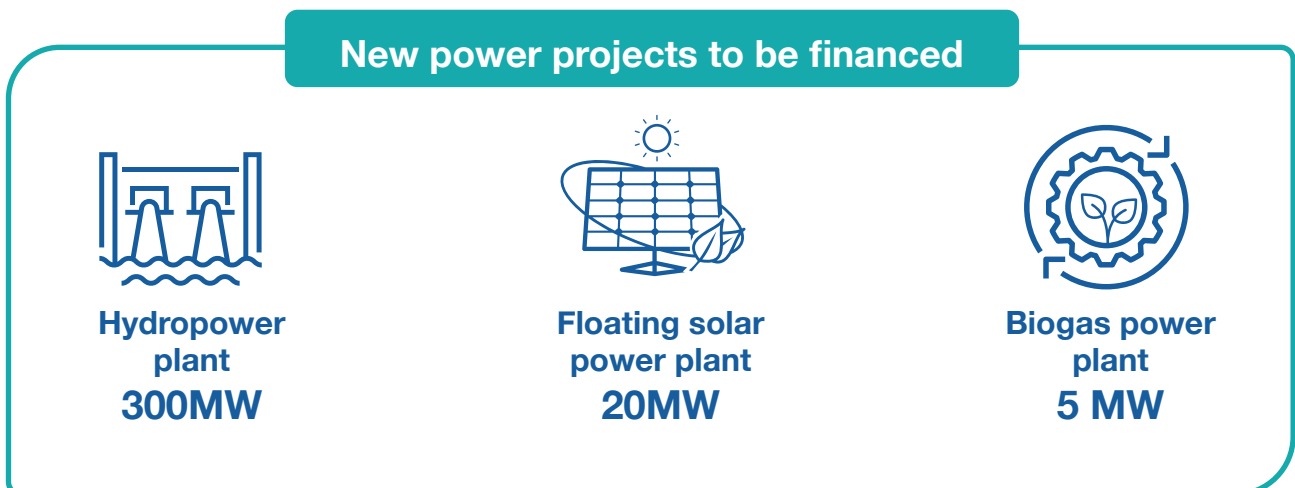 New power projects to be financed
Hydropower
plant
300MW
Floating solar
power plant
20MW
Biogas power
plant
5 MW